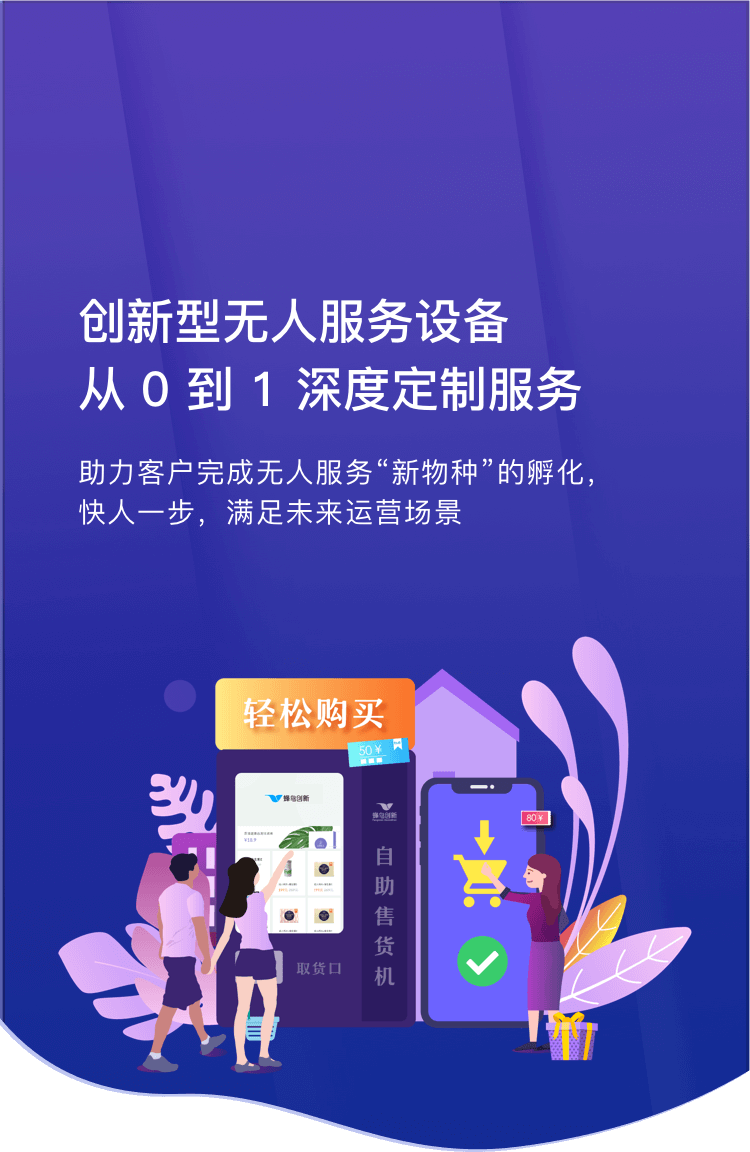 创新型无人服务设备
从 0 到 1 深度定制服务
助力客户完成无人服务“新物种”的孵化，
快人一步，满足未来运营场景
轻松购买
50￥
蜂鸟创新
蜂鸟创新
80￥
自助售货机
取货口